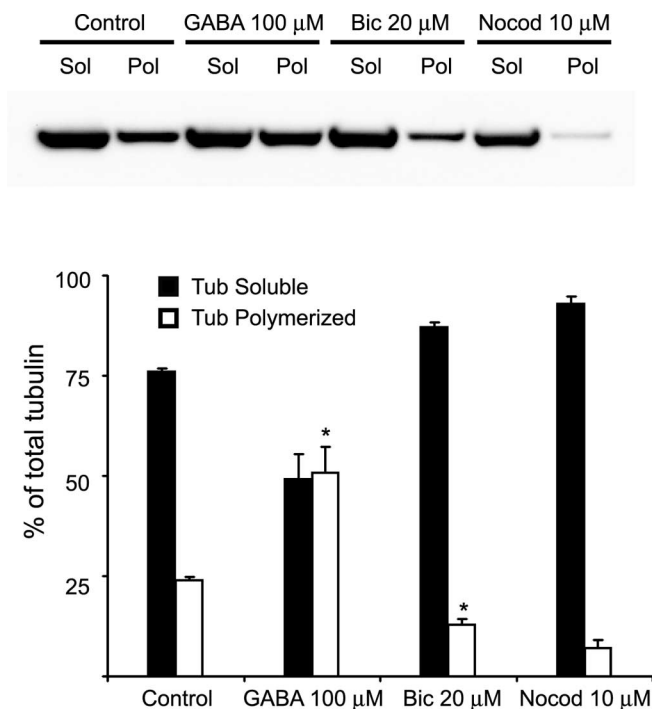 Control GABA 100 μM Bic 20 μM Nocod 10 μM
Sol Pol Sol Pol Sol Pol Sol Pol
100
Tub Soluble
Tub Polymerized
75
% of total tubulin
*
50
25
*
Control GABA 100 μM Bic 20 μM Nocod 10 μM